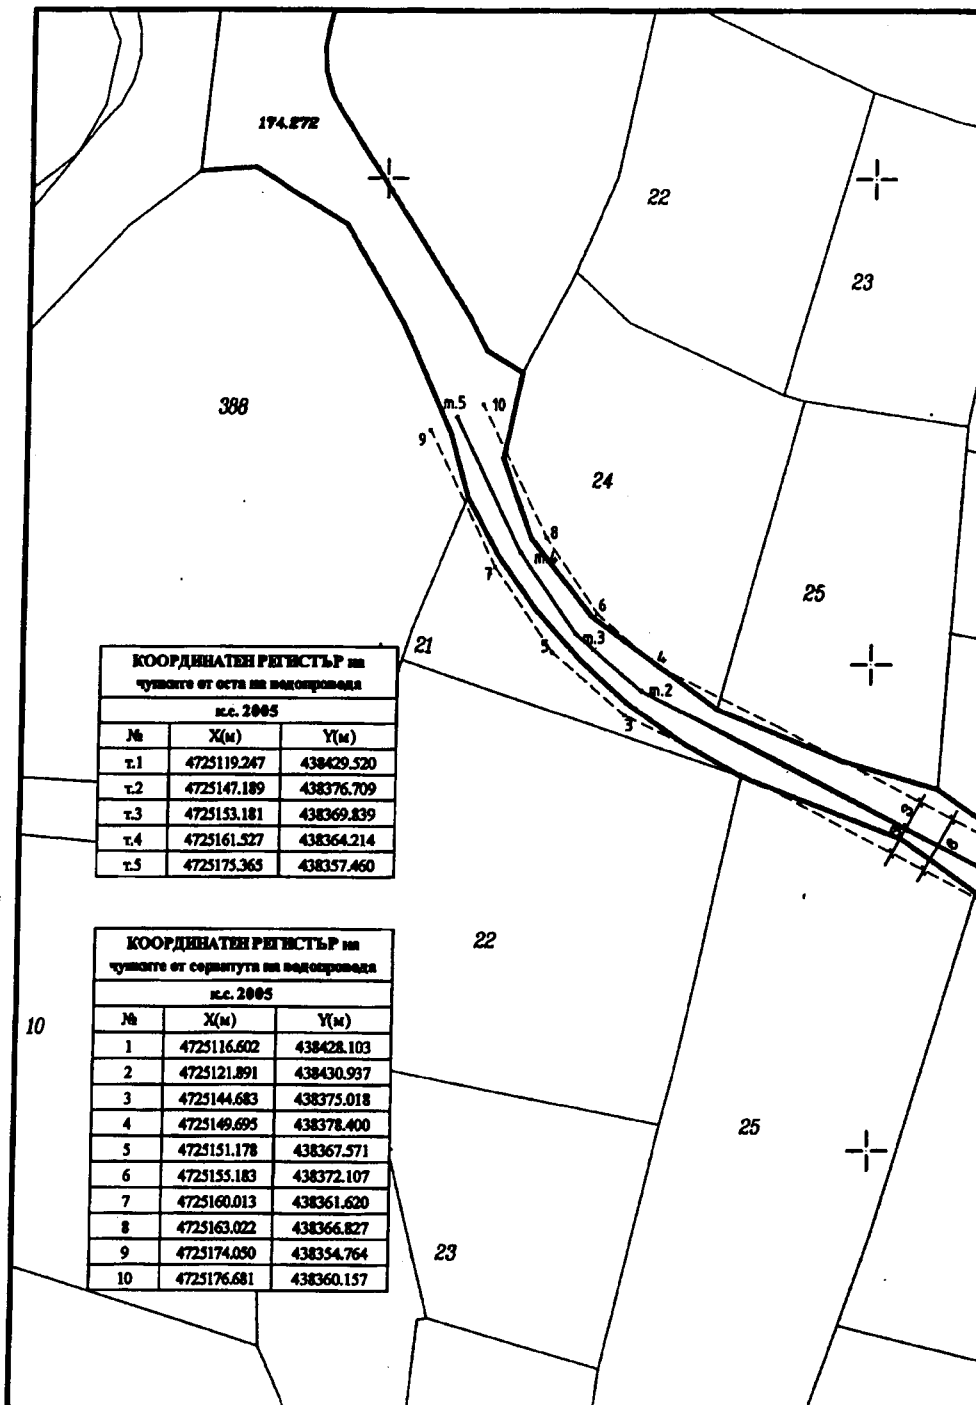 174.272
22
23
388
m.5
10
9
24
8
m.4
7
25
6
m.3
21
5
4
m.2
3
3
3
6
КООРДИНАТЕН РЕГИСТЪР на
чупките от оста на водопровода
к.с. 2005
№ X(м) Y(м)
т.1 4725119.247 438429.520
т.2 4725147.189 438376.709
т.3 4725153.181 438369.839
т.4 4725161.527 438364.214
т.5 4725175.365 438357.460
КООРДИНАТЕН РЕГИСТЪР на
чупките от сервитута на водопровода
к.с. 2005
№ X(м) Y(м)
1 4725116.602 438428.103
2 4725121.891 438430.937
3 4725144.683 438375.018
4 4725149.695 438378.400
5 4725151.178 438367.571
6 4725155.183 438372.107
7 4725160.013 438361.620
8 4725163.022 438366.827
9 4725174.050 438354.764
10 4725176.681 438360.157
22
10
25
23